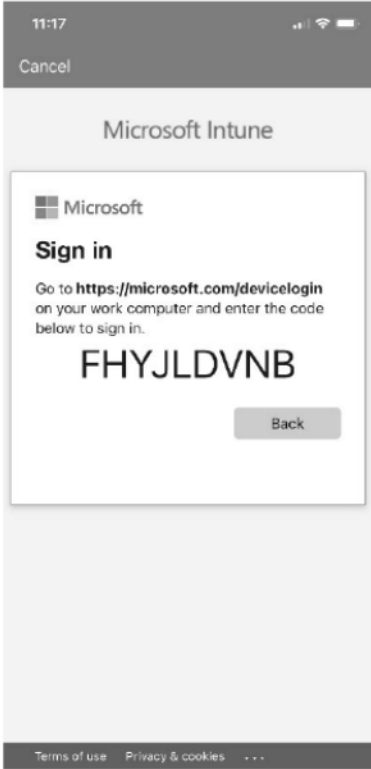 11:17
Cancel
Microsoft Intune
Microsoft
Sign in
Go to https://microsoft.com/devicelogin
on your work computer and enter the code
below to sign in.
FHYJLDVNB
Back
Terms of use Privacy & cookies ...